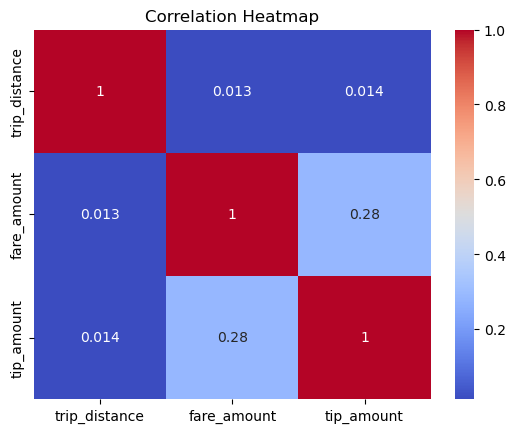 Correlation Heatmap
trip_distance
1
0.013
0.014
fare_amount
0.013
1
0.28
tip_amount
0.014
0.28
1
trip_distance
fare_amount
tip_amount
1.0
0.8
0.6
0.4
0.2